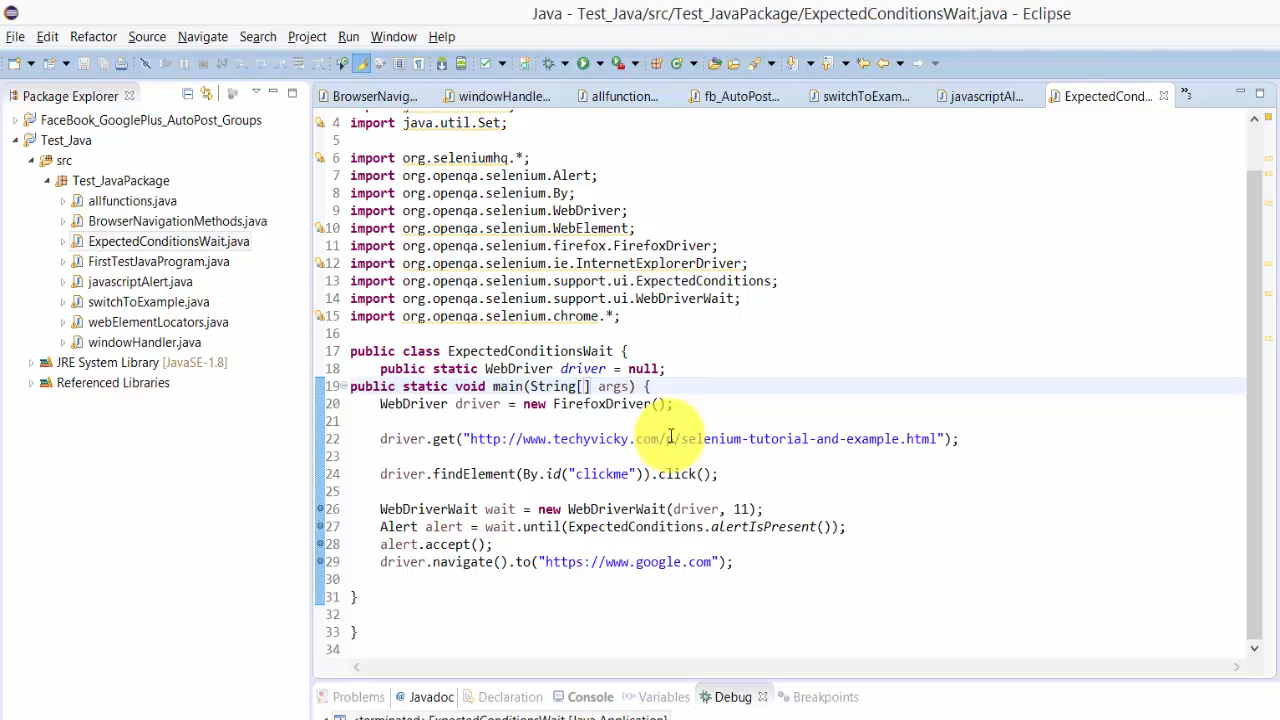 Java - Test_Java/src/Test_JavaPackage/ExpectedConditionsWait.java - Eclipse
File Edit Refactor Source Navigate Search Project Run Window Help
Package Explorer
FaceBook_GooglePlus_AutoPost_Groups
Test_Java
src
Test_JavaPackage
allfunctions.java
BrowserNavigationMethods.java
ExpectedConditionsWait.java
FirstTestJavaProgram.java
javascriptAlert.java
switchToExample.java
webElementLocators.java
windowHandler.java
JRE System Library [JavaSE-1.8]
Referenced Libraries
BrowserNavig... windowHandle... allfunction... fb_AutoPost... switchToExam... javascriptAl... ExpectedCond... »3
4 import java.util.Set;
5
6 import org.seleniumhq.*;
7 import org.openqa.selenium.Alert;
8 import org.openqa.selenium.By;
9 import org.openqa.selenium.WebDriver;
10 import org.openqa.selenium.WebElement;
11 import org.openqa.selenium.firefox.FirefoxDriver;
12 import org.openqa.selenium.ie.InternetExplorerDriver;
13 import org.openqa.selenium.support.ui.ExpectedConditions;
14 import org.openqa.selenium.support.ui.WebDriverWait;
15 import org.openqa.selenium.chrome.*;
16
17 public class ExpectedConditionsWait {
18 public static WebDriver driver = null;
19 public static void main(String[] args) {
20 WebDriver driver = new FirefoxDriver();
21
22 driver.get("http://www.techyvicky.com/p/selenium-tutorial-and-example.html");
23
24 driver.findElement(By.id("clickme")).click();
25
26 WebDriverWait wait = new WebDriverWait(driver, 11);
27 Alert alert = wait.until(ExpectedConditions.alertIsPresent());
28 alert.accept();
29 driver.navigate().to("https://www.google.com");
30
31 }
32
33 }
34
Problems Javadoc Declaration Console Variables Debug Breakpoints
<terminated> ExpectedConditionsWait [Java Application]